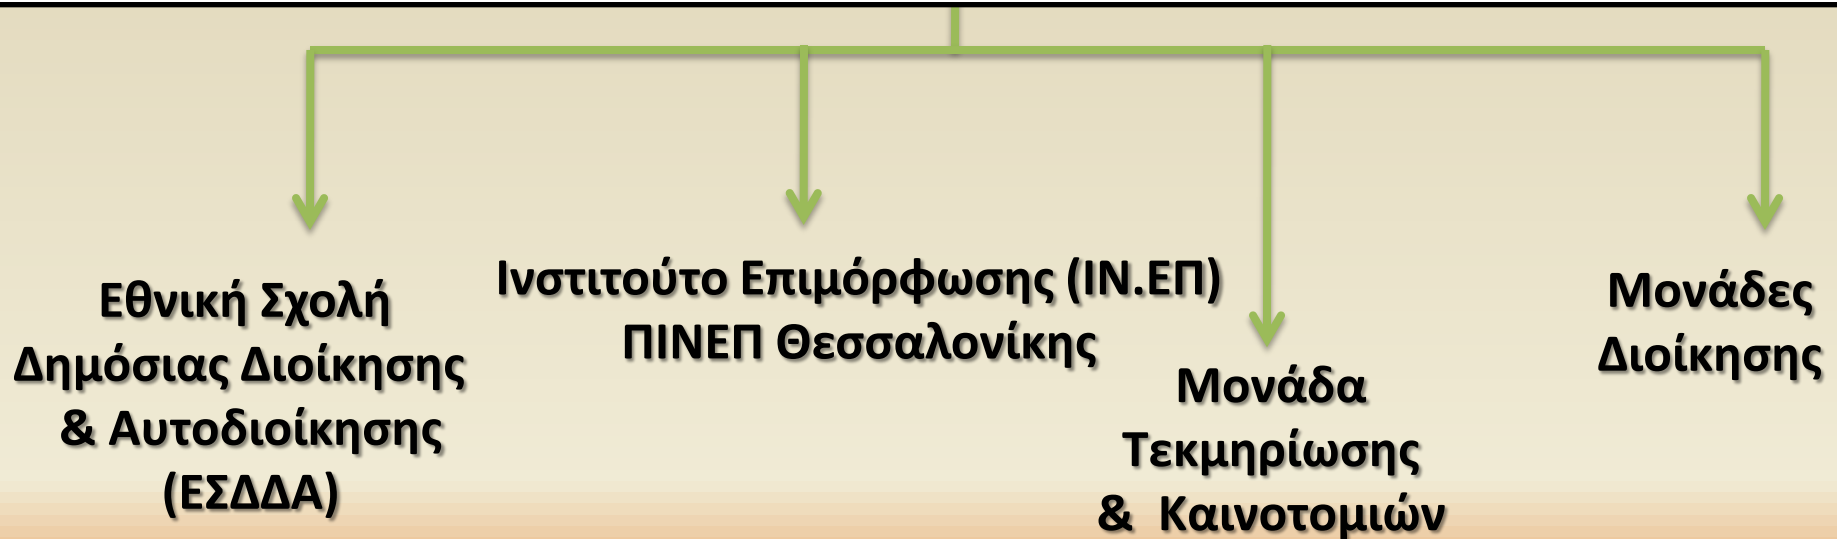 Εθνική Σχολή
Δημόσιας Διοίκησης
& Αυτοδιοίκησης
(ΕΣΔΔΑ)
Ινστιτούτο Επιμόρφωσης (ΙΝ.ΕΠ)
ΠΙΝΕΠ Θεσσαλονίκης
Μονάδα
Τεκμηρίωσης
& Καινοτομιών
Μονάδες
Διοίκησης